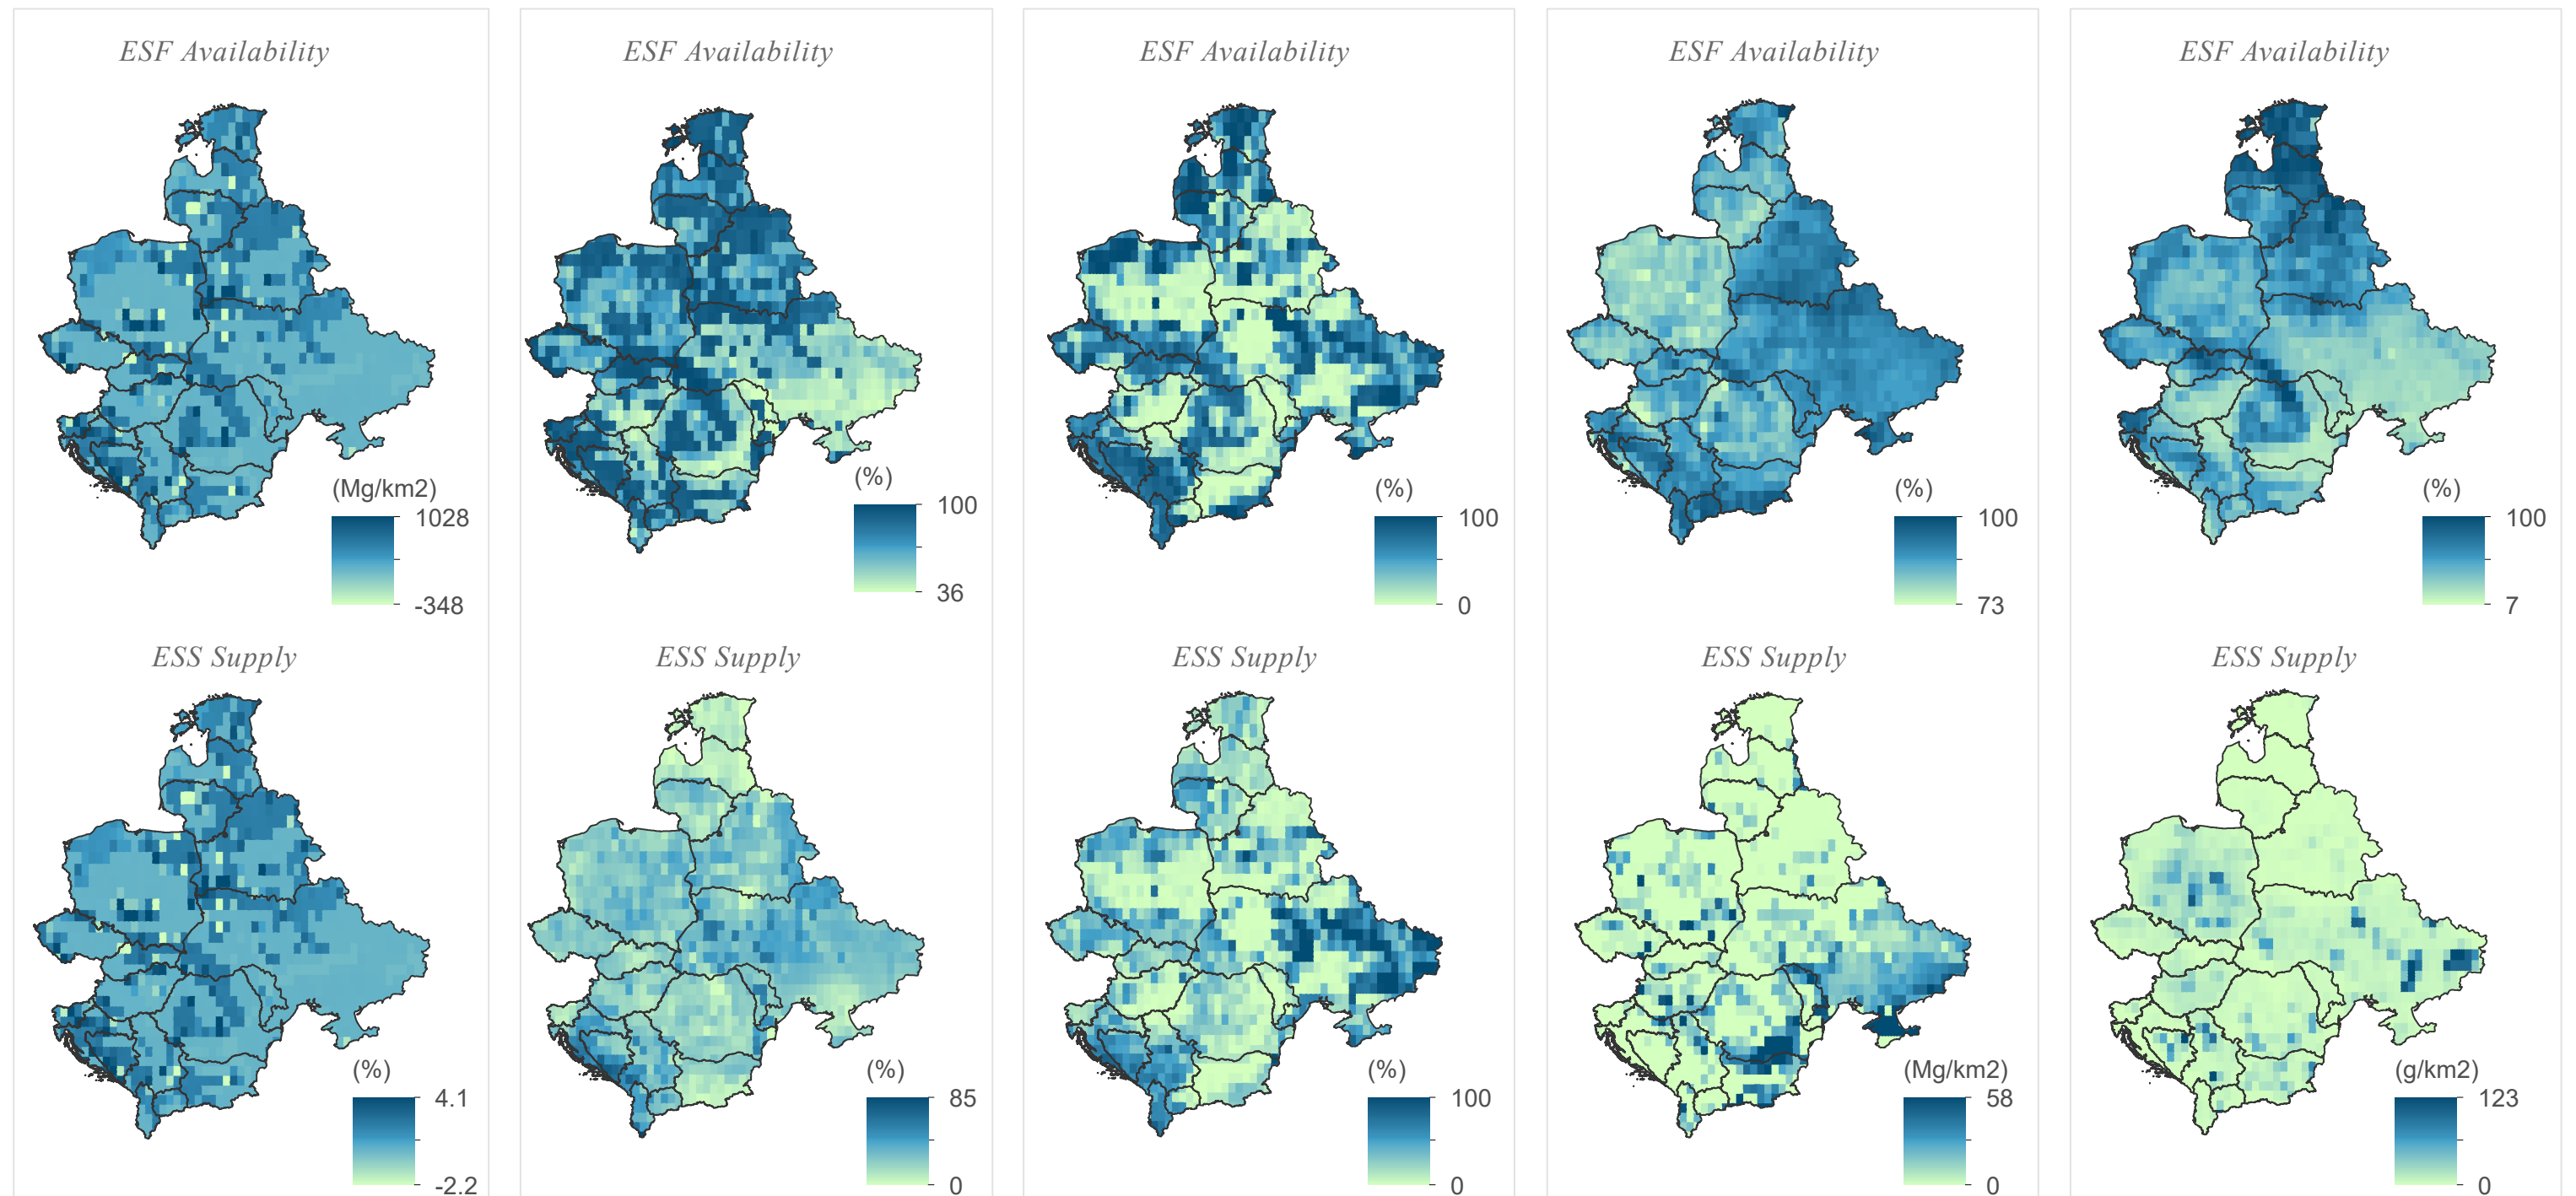 ESF Availability
(Mg/km2)
1028
-348
ESF Availability
(%)
100
36
ESF Availability
(%)
100
0
ESF Availability
(%)
100
73
ESF Availability
(%)
100
7
ESS Supply
(%)
4.1
-2.2
ESS Supply
(%)
85
0
ESS Supply
(%)
100
0
ESS Supply
(Mg/km2)
58
0
ESS Supply
(g/km2)
123
0